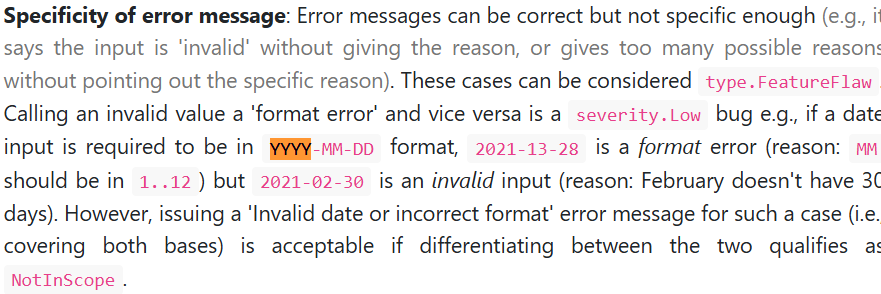 Specificity of error message: Error messages can be correct but not specific enough (e.g., it
says the input is 'invalid' without giving the reason, or gives too many possible reasons
without pointing out the specific reason). These cases can be considered type.FeatureFlaw.
Calling an invalid value a 'format error' and vice versa is a severity.Low bug e.g., if a date
input is required to be in YYYY-MM-DD format, 2021-13-28 is a format error (reason: MM
should be in 1..12 ) but 2021-02-30 is an invalid input (reason: February doesn't have 30
days). However, issuing a 'Invalid date or incorrect format' error message for such a case (i.e.,
covering both bases) is acceptable if differentiating between the two qualifies as
NotInScope .